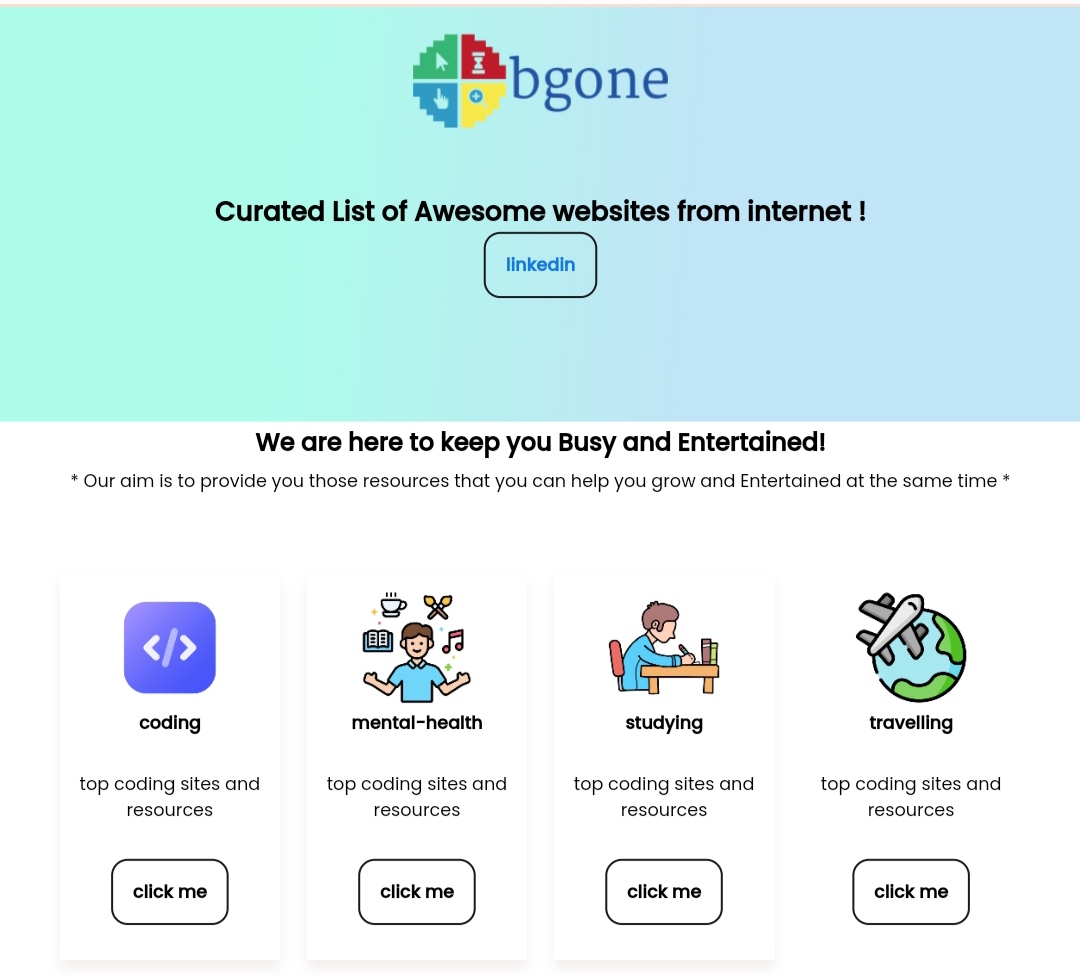 bgone
Curated List of Awesome websites from internet !
linkedin
We are here to keep you Busy and Entertained!
* Our aim is to provide you those resources that you can help you grow and Entertained at the same time *
coding
mental-health
studying
travelling
top coding sites and
resources
top coding sites and
resources
top coding sites and
resources
top coding sites and
resources
click me
click me
click me
click me